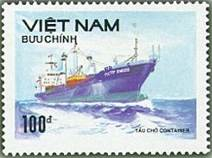 VIỆT NAM
BƯU CHÍNH
100đ
TÀU CHỞ CONTAINER